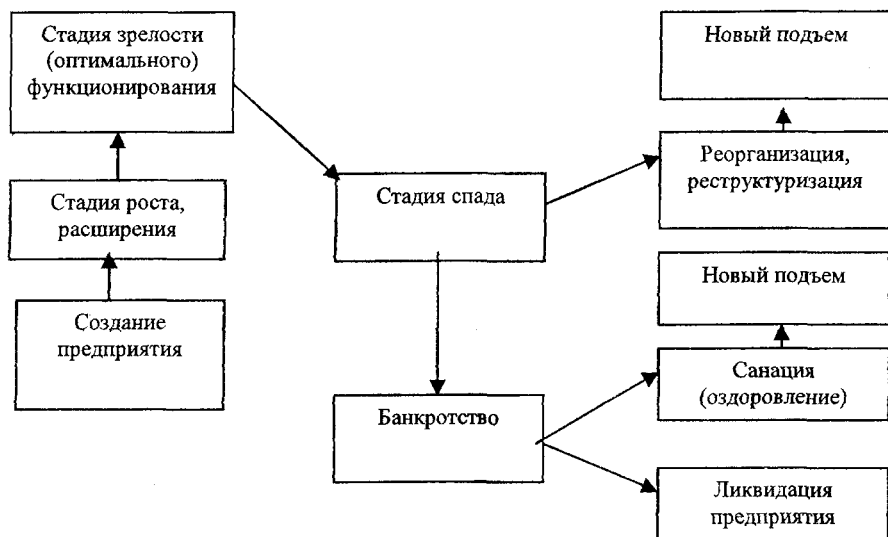 Стадия зрелости
(оптимального)
функционирования
Стадия роста,
расширения
Создание
предприятия
Стадия спада
Банкротство
Новый подъем
Реорганизация,
реструктуризация
Новый подъем
Санация
(оздоровление)
Ликвидация
предприятия